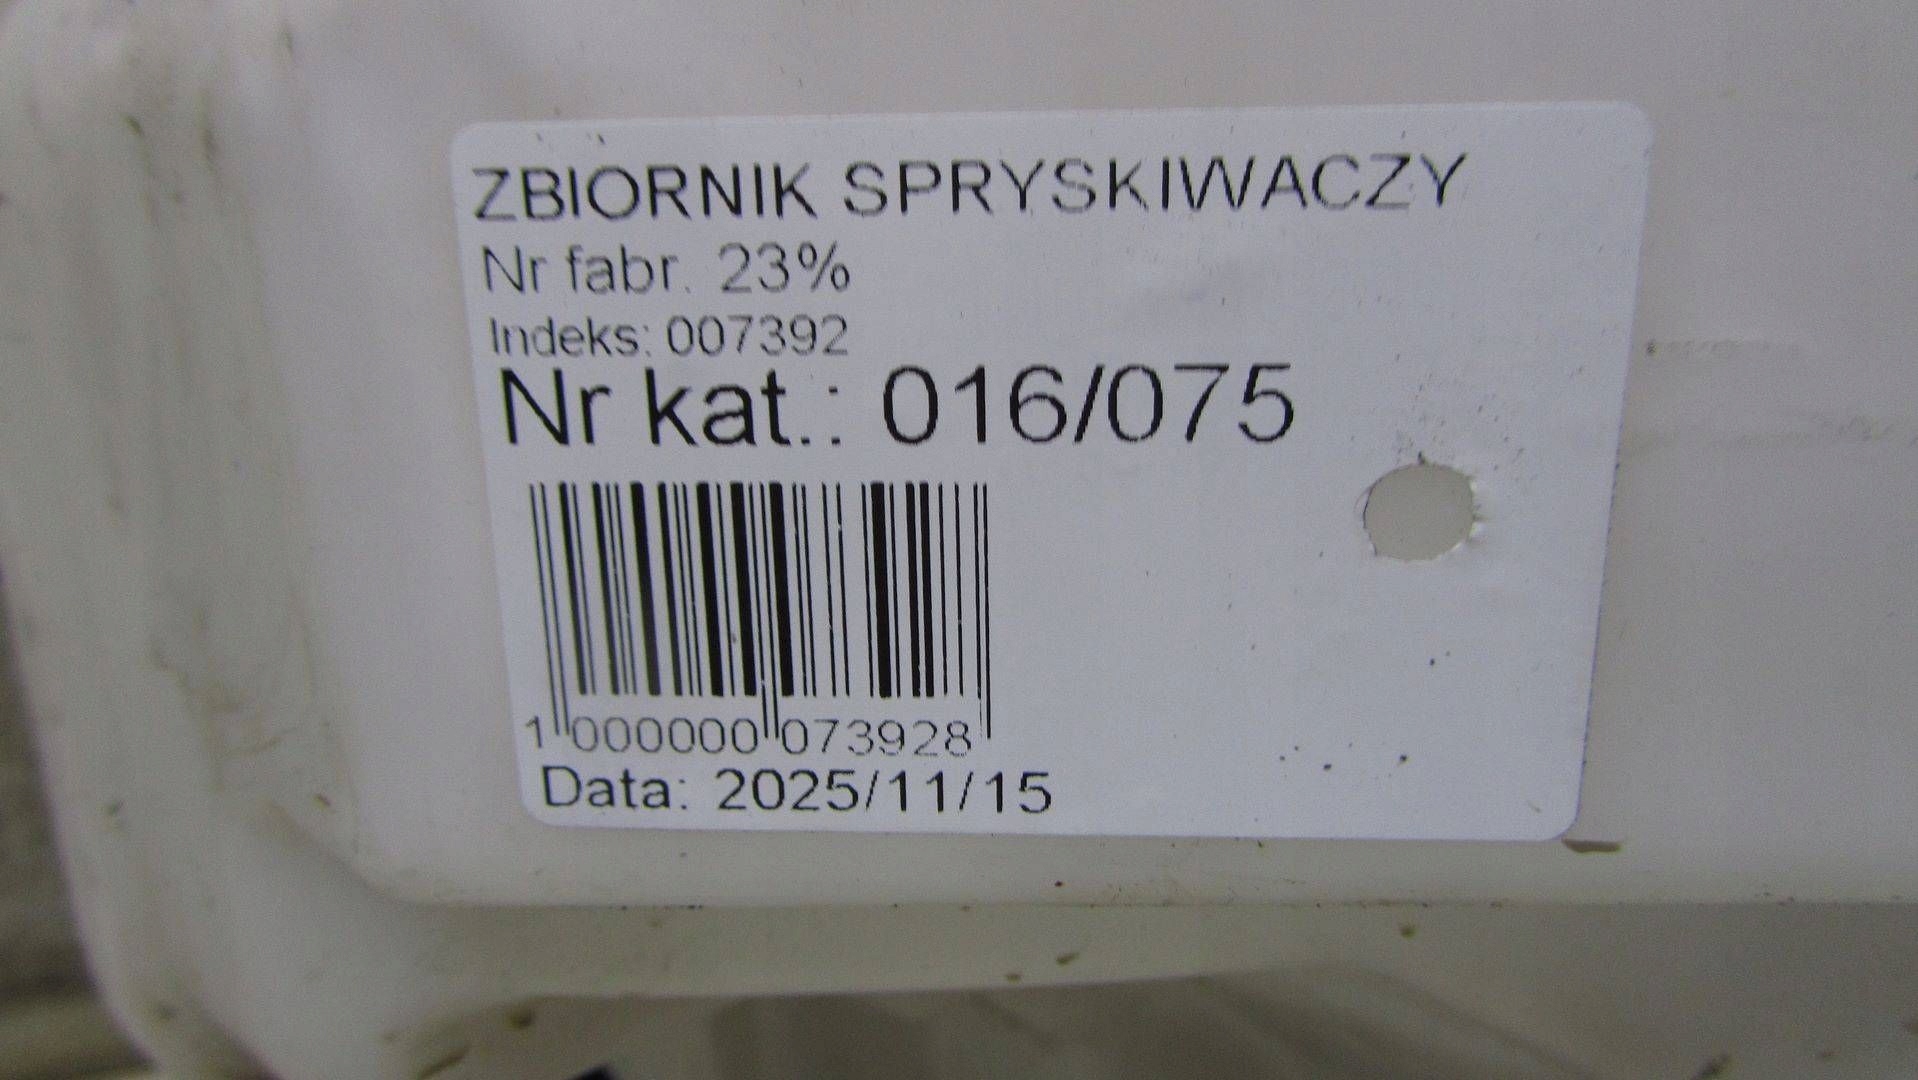 ZBIORNIK SPRYSKIWACZY
Nr fabr. 23%
Indeks: 007392
Nr kat.: 016/075
1 000000 073928
Data: 2025/11/15